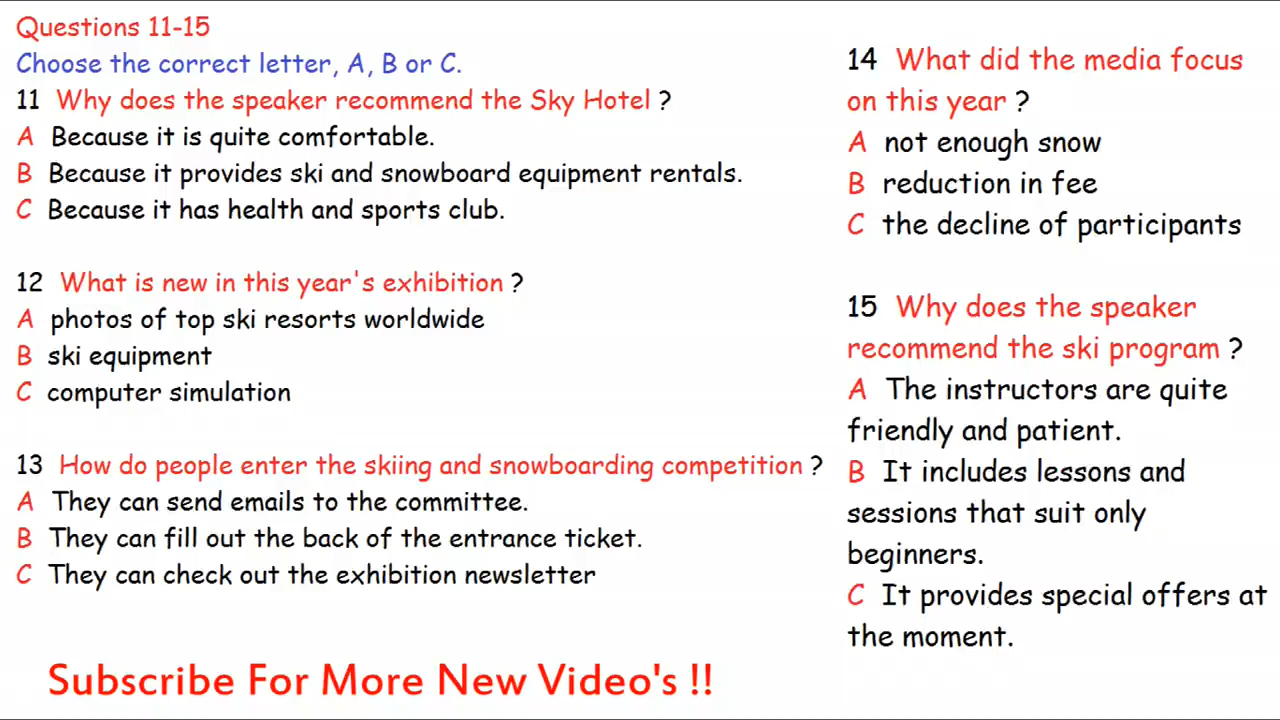 Questions 11-15
Choose the correct letter, A, B or C.
11 Why does the speaker recommend the Sky Hotel ?
A Because it is quite comfortable.
B Because it provides ski and snowboard equipment rentals.
C Because it has health and sports club.
12 What is new in this year's exhibition ?
A photos of top ski resorts worldwide
B ski equipment
C computer simulation
13 How do people enter the skiing and snowboarding competition ?
A They can send emails to the committee.
B They can fill out the back of the entrance ticket.
C They can check out the exhibition newsletter
14 What did the media focus
on this year ?
A not enough snow
B reduction in fee
C the decline of participants
15 Why does the speaker
recommend the ski program ?
A The instructors are quite
friendly and patient.
B It includes lessons and
sessions that suit only
beginners.
C It provides special offers at
the moment.
Subscribe For More New Video's !!